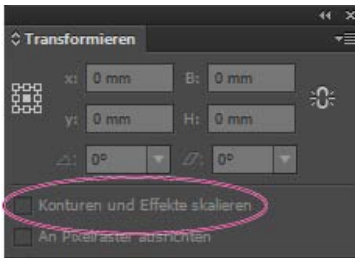 Transformieren
x: 0 mm B: 0 mm
y: 0 mm H: 0 mm
0° 0°
Konturen und Effekte skalieren
An Pixelraster ausrichten